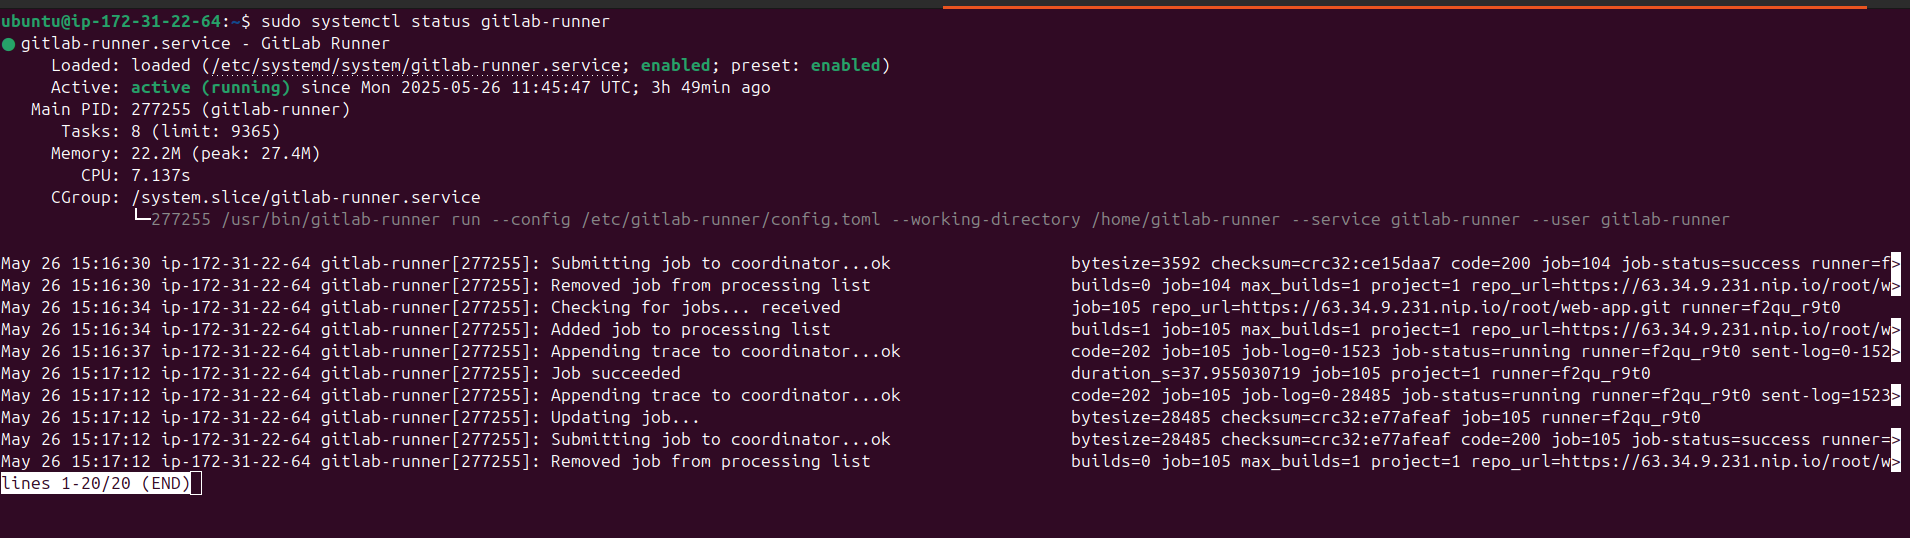 ubuntu@ip-172-31-22-64:~$ sudo systemctl status gitlab-runner
● gitlab-runner.service - GitLab Runner
     Loaded: loaded (/etc/systemd/system/gitlab-runner.service; enabled; preset: enabled)
     Active: active (running) since Mon 2025-05-26 11:45:47 UTC; 3h 49min ago
   Main PID: 277255 (gitlab-runner)
      Tasks: 8 (limit: 9365)
     Memory: 22.2M (peak: 27.4M)
        CPU: 7.137s
     CGroup: /system.slice/gitlab-runner.service
             └─277255 /usr/bin/gitlab-runner run --config /etc/gitlab-runner/config.toml --working-directory /home/gitlab-runner --service gitlab-runner --user gitlab-runner

May 26 15:16:30 ip-172-31-22-64 gitlab-runner[277255]: Submitting job to coordinator...ok                  bytesize=3592 checksum=crc32:ce15daa7 code=200 job=104 job-status=success runner=f>
May 26 15:16:30 ip-172-31-22-64 gitlab-runner[277255]: Removed job from processing list                    builds=0 job=104 max_builds=1 project=1 repo_url=https://63.34.9.231.nip.io/root/w>
May 26 15:16:34 ip-172-31-22-64 gitlab-runner[277255]: Checking for jobs... received                       job=105 repo_url=https://63.34.9.231.nip.io/root/web-app.git runner=f2qu_r9t0
May 26 15:16:34 ip-172-31-22-64 gitlab-runner[277255]: Added job to processing list                        builds=1 job=105 max_builds=1 project=1 repo_url=https://63.34.9.231.nip.io/root/w>
May 26 15:16:37 ip-172-31-22-64 gitlab-runner[277255]: Appending trace to coordinator...ok                 code=202 job=105 job-log=0-1523 job-status=running runner=f2qu_r9t0 sent-log=0-152>
May 26 15:17:12 ip-172-31-22-64 gitlab-runner[277255]: Job succeeded                                       duration_s=37.955030719 job=105 project=1 runner=f2qu_r9t0
May 26 15:17:12 ip-172-31-22-64 gitlab-runner[277255]: Appending trace to coordinator...ok                 code=202 job=105 job-log=0-28485 job-status=running runner=f2qu_r9t0 sent-log=1523>
May 26 15:17:12 ip-172-31-22-64 gitlab-runner[277255]: Updating job...                                     bytesize=28485 checksum=crc32:e77afeaf job=105 runner=f2qu_r9t0
May 26 15:17:12 ip-172-31-22-64 gitlab-runner[277255]: Submitting job to coordinator...ok                  bytesize=28485 checksum=crc32:e77afeaf code=200 job=105 job-status=success runner=>
May 26 15:17:12 ip-172-31-22-64 gitlab-runner[277255]: Removed job from processing list                    builds=0 job=105 max_builds=1 project=1 repo_url=https://63.34.9.231.nip.io/root/w>
lines 1-20/20 (END)